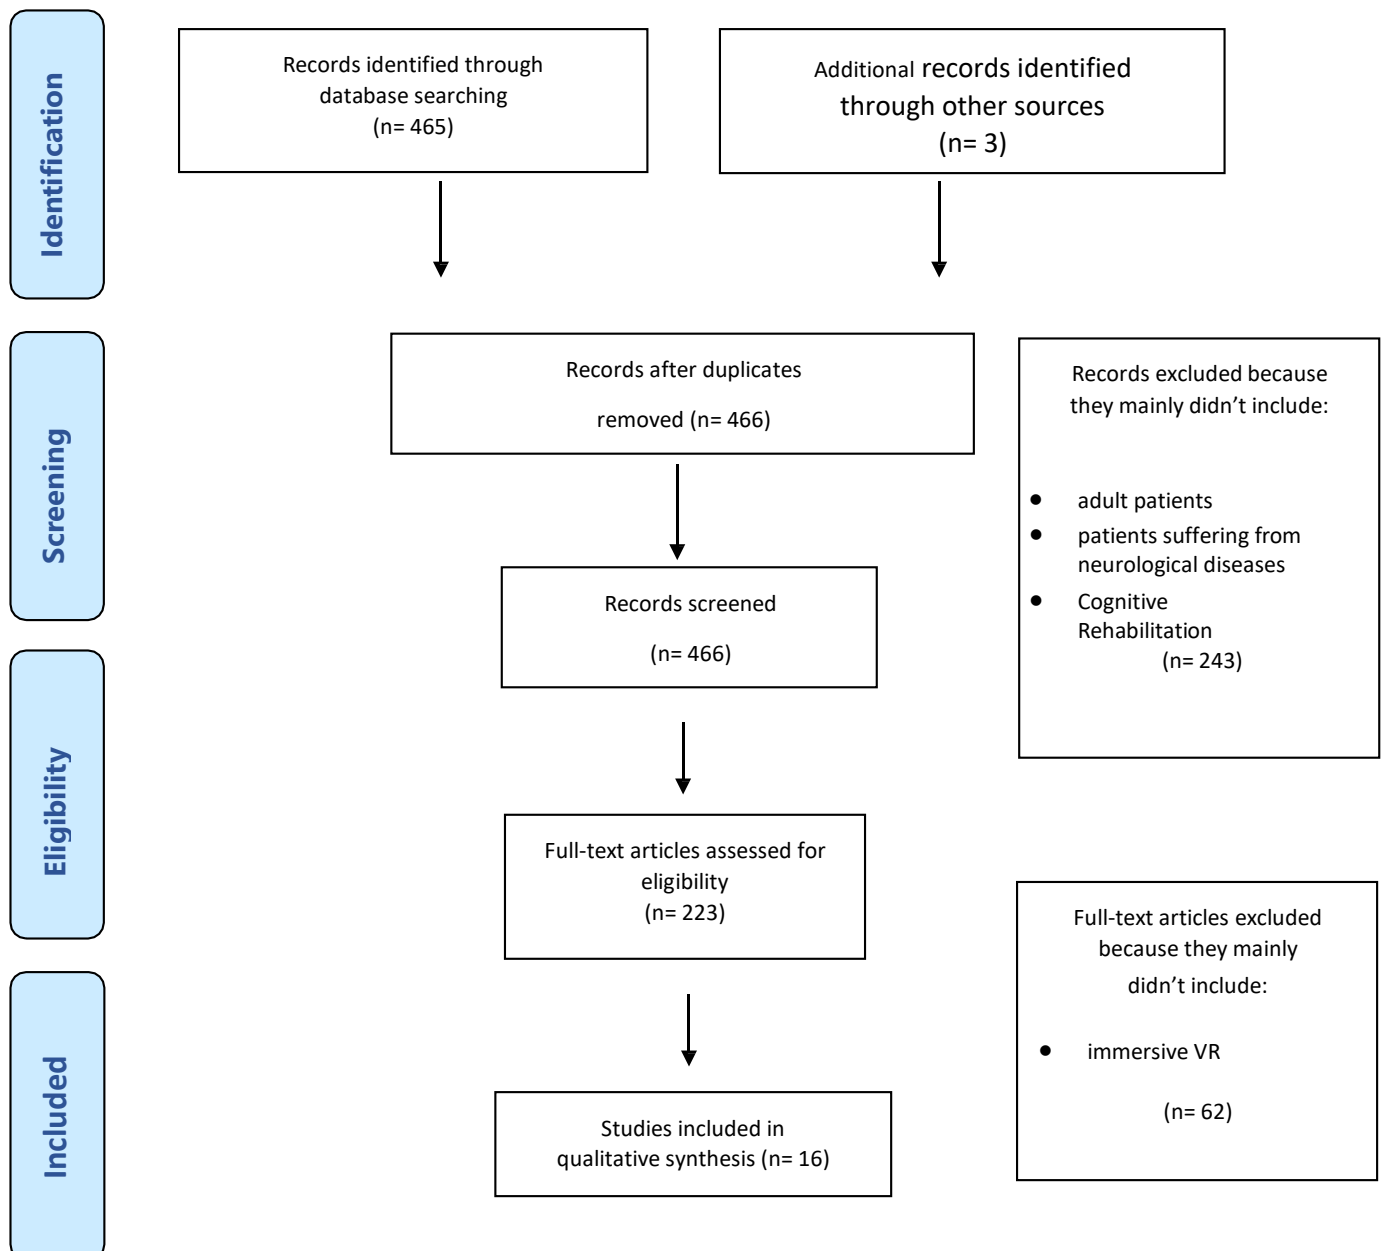 Identification
Records identified through
database searching
(n= 465)
Additional records identified
through other sources
(n= 3)
Screening
Records after duplicates
removed (n= 466)
Records excluded because
they mainly didn’t include:
● adult patients
● patients suffering from
neurological diseases
● Cognitive
Rehabilitation
(n= 243)
Records screened
(n= 466)
Eligibility
Full-text articles assessed for
eligibility
(n= 223)
Full-text articles excluded
because they mainly
didn’t include:
● immersive VR
(n= 62)
Included
Studies included in
qualitative synthesis (n= 16)